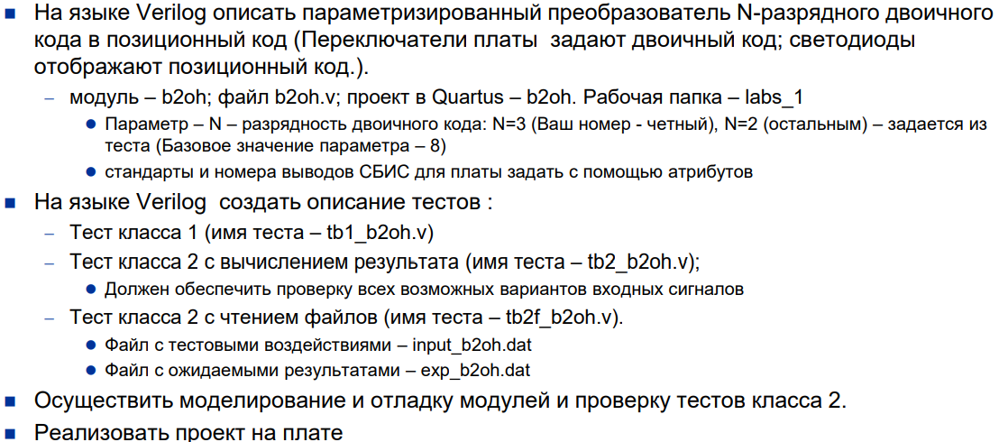 ■ На языке Verilog описать параметризированный преобразователь N-разрядного двоичного
кода в позиционный код (Переключатели платы задают двоичный код; светодиоды
отображают позиционный код.).
– модуль – b2oh; файл b2oh.v; проект в Quartus – b2oh. Рабочая папка – labs_1
● Параметр – N – разрядность двоичного кода: N=3 (Ваш номер - четный), N=2 (остальным) – задается из
теста (Базовое значение параметра – 8)
● стандарты и номера выводов СБИС для платы задать с помощью атрибутов
■ На языке Verilog создать описание тестов :
– Тест класса 1 (имя теста – tb1_b2oh.v)
– Тест класса 2 с вычислением результата (имя теста – tb2_b2oh.v);
● Должен обеспечить проверку всех возможных вариантов входных сигналов
– Тест класса 2 с чтением файлов (имя теста – tb2f_b2oh.v).
● Файл с тестовыми воздействиями – input_b2oh.dat
● Файл с ожидаемыми результатами – exp_b2oh.dat
■ Осуществить моделирование и отладку модулей и проверку тестов класса 2.
■ Реализовать проект на плате